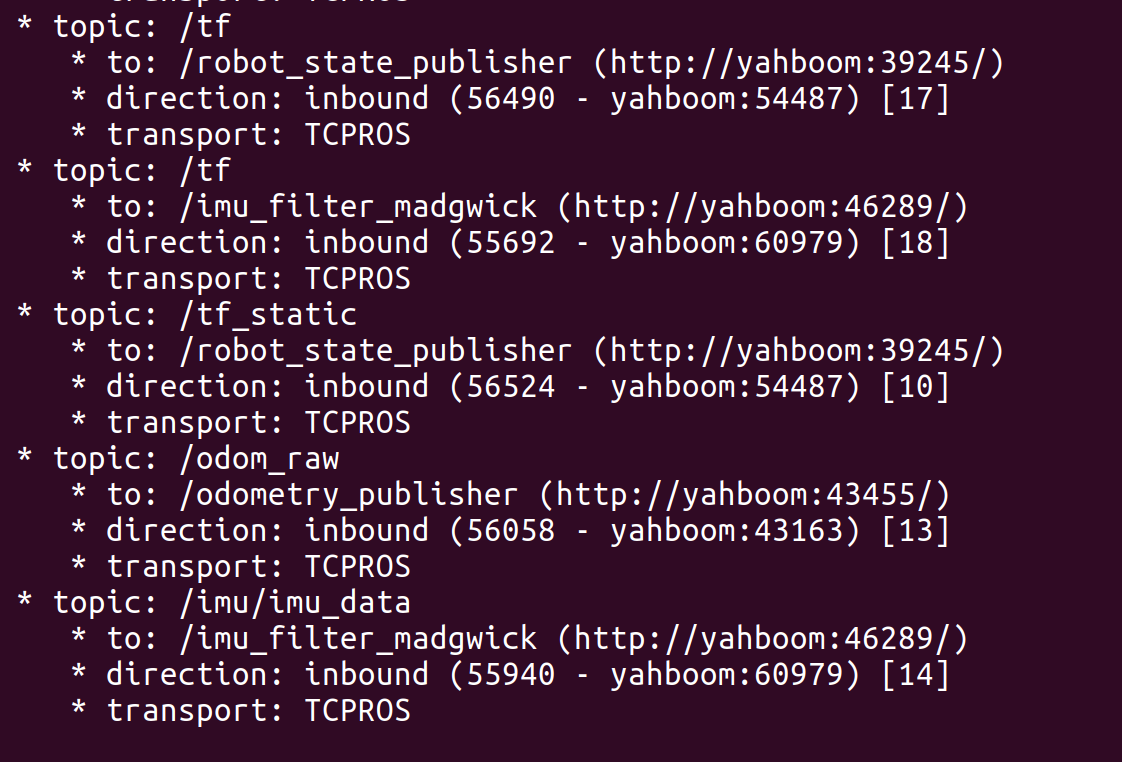 * topic: /tf
* to: /robot_state_publisher (http://yahboom:39245/)
* direction: inbound (56490 - yahboom:54487) [17]
* transport: TCPROS
* topic: /tf
* to: /imu_filter_madgwick (http://yahboom:46289/)
* direction: inbound (55692 - yahboom:60979) [18]
* transport: TCPROS
* topic: /tf_static
* to: /robot_state_publisher (http://yahboom:39245/)
* direction: inbound (56524 - yahboom:54487) [10]
* transport: TCPROS
* topic: /odom_raw
* to: /odometry_publisher (http://yahboom:43455/)
* direction: inbound (56058 - yahboom:43163) [13]
* transport: TCPROS
* topic: /imu/imu_data
* to: /imu_filter_madgwick (http://yahboom:46289/)
* direction: inbound (55940 - yahboom:60979) [14]
* transport: TCPROS